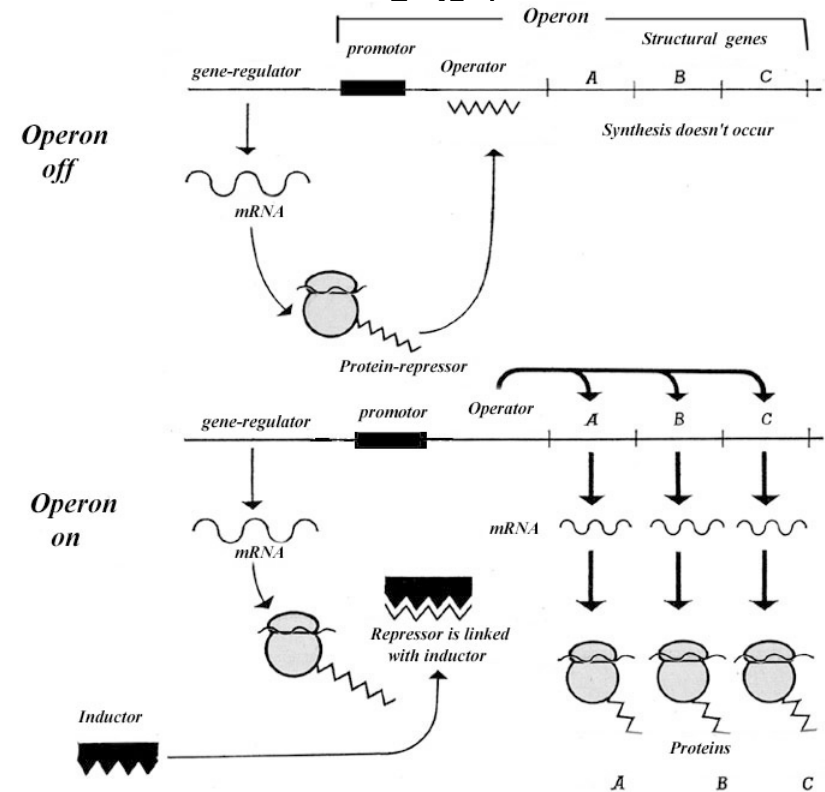 Operon
Structural genes
promotor
gene-regulator
Operator
A B C
Operon
off
Synthesis doesn't occur
mRNA
Protein-repressor
gene-regulator
promotor
Operator
A B C
Operon
on
mRNA
mRNA
Repressor is linked
with inductor
Inductor
Proteins
A B C